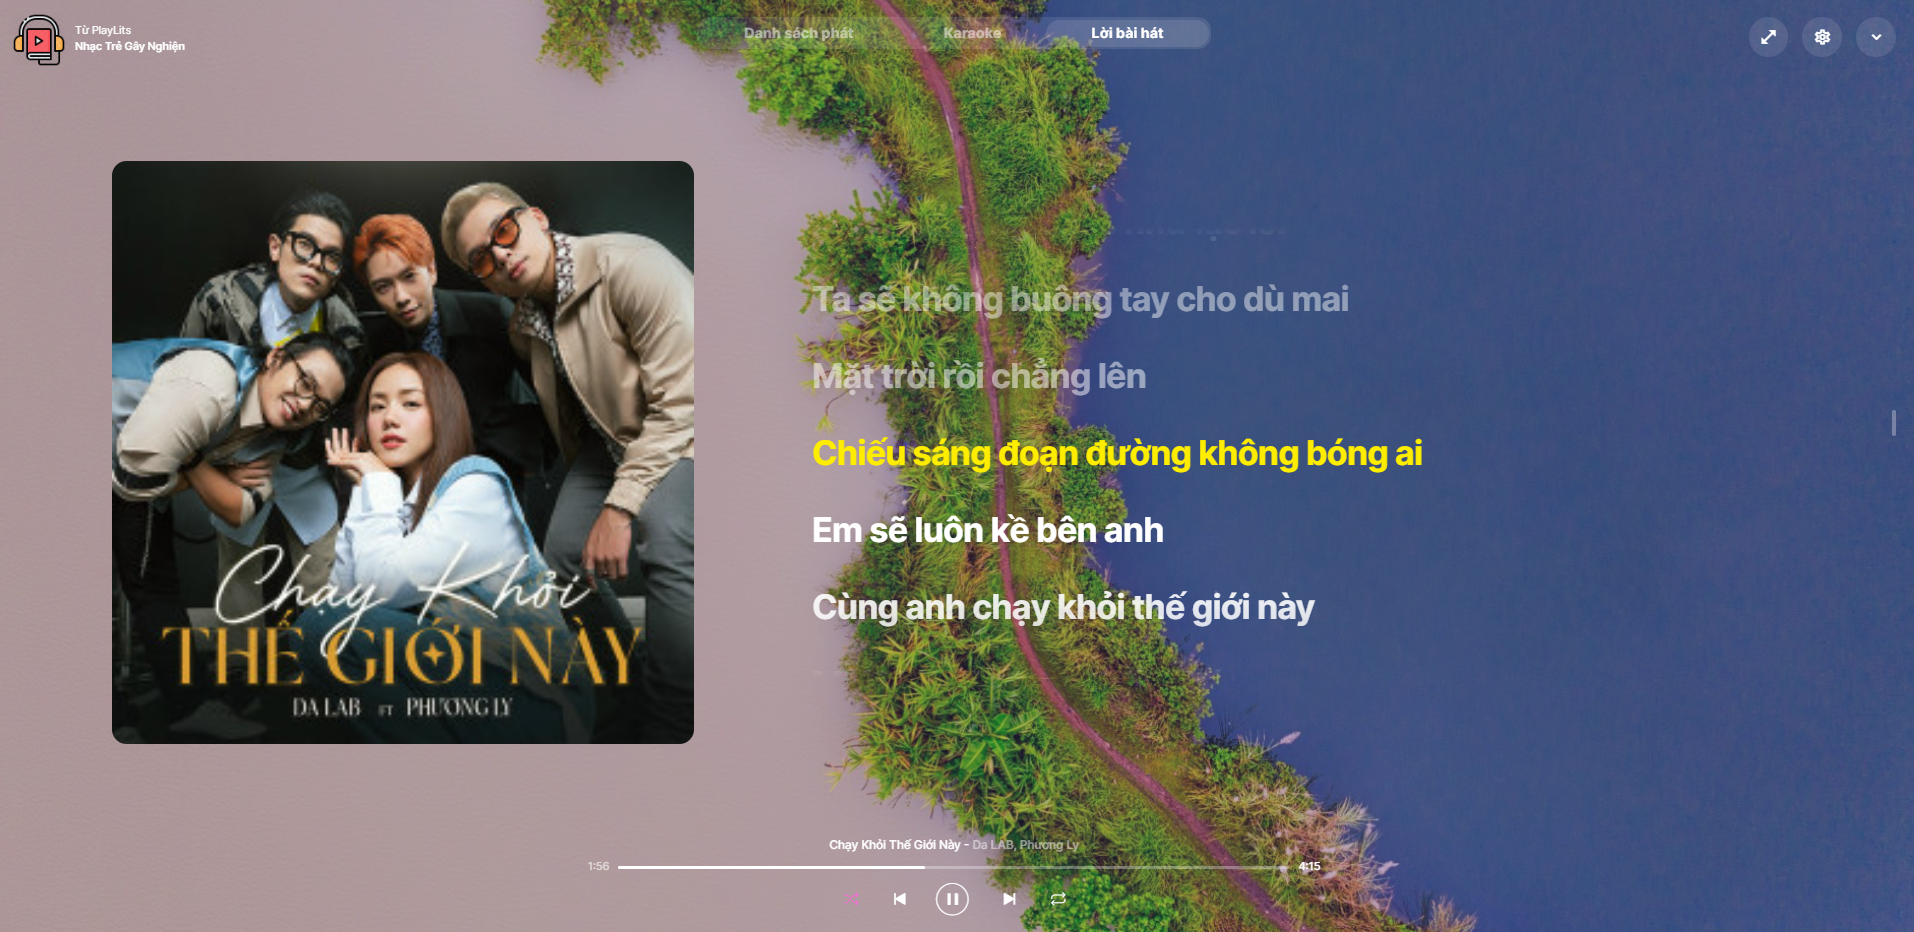 Từ PlayLits
Nhạc Trẻ Gây Nghiện
Danh sách phát
Karaoke
Lời bài hát
Chạy Khỏi
THẾ GIỚI NÀY
DA LAB FT PHƯƠNG LY
Ta sẽ không buông tay cho dù mai
Mặt trời rồi chẳng lên
Chiếu sáng đoạn đường không bóng ai
Em sẽ luôn kề bên anh
Cùng anh chạy khỏi thế giới này
Chạy Khỏi Thế Giới Này - Da LAB, Phương Ly
1:56
4:15